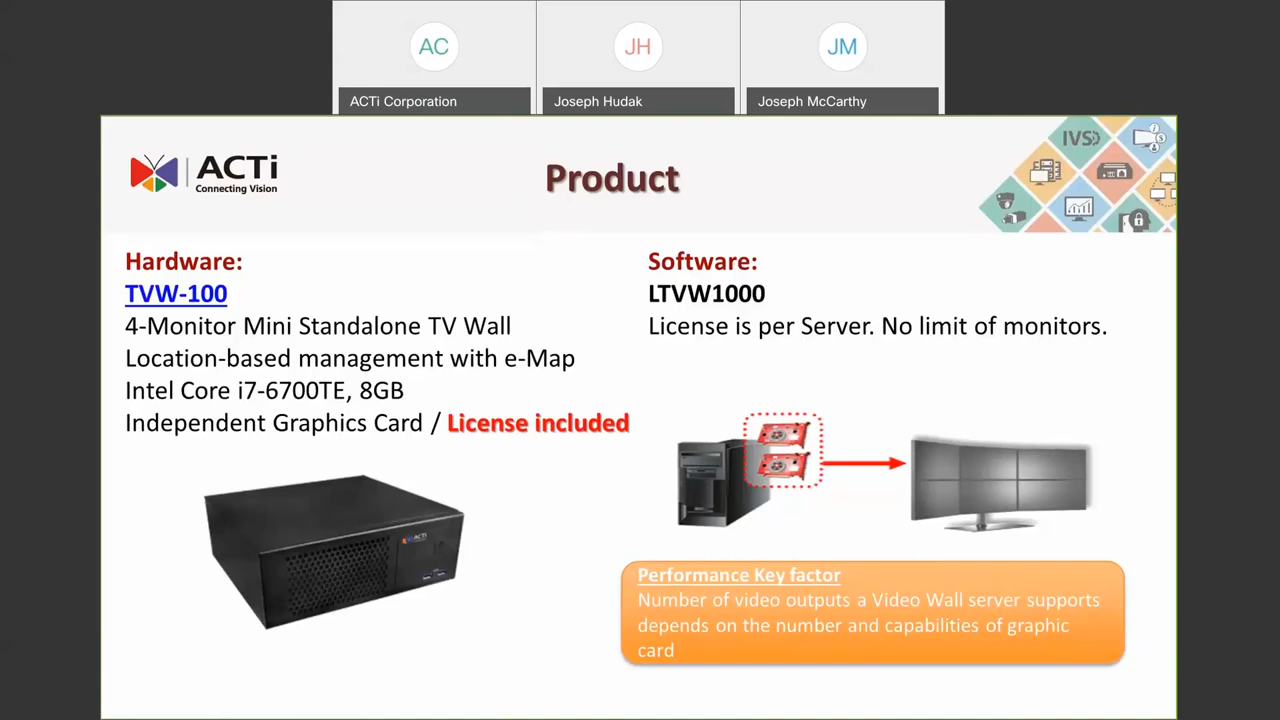 AC
JH
JM
ACTi Corporation
Joseph Hudak
Joseph McCarthy
ACTi
Connecting Vision
Product
IVS
Hardware:
TVW-100
4-Monitor Mini Standalone TV Wall
Location-based management with e-Map
Intel Core i7-6700TE, 8GB
Independent Graphics Card / License included
ACTi
Software:
LTVW1000
License is per Server. No limit of monitors.
Performance Key factor
Number of video outputs a Video Wall server supports
depends on the number and capabilities of graphic
card